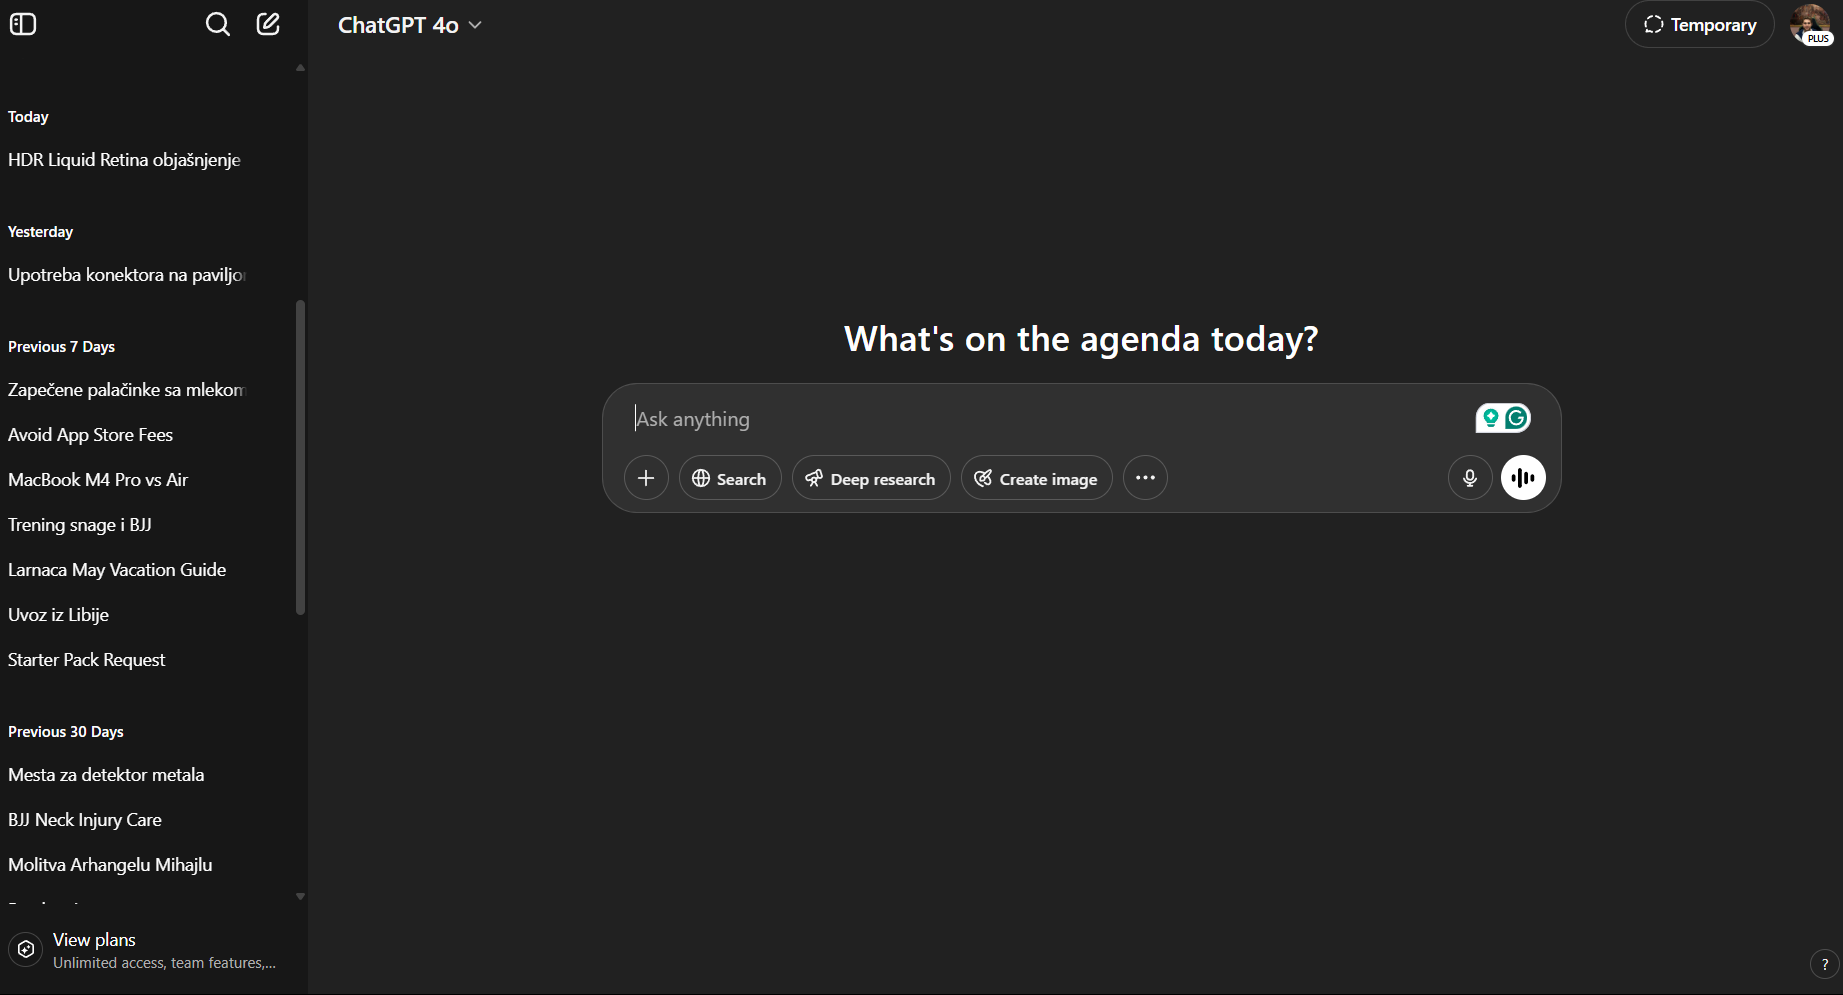 ChatGPT 4o
Temporary
PLUS
Today
HDR Liquid Retina objašnjenje
Yesterday
Upotreba konektora na paviljo
Previous 7 Days
Zapečene palačinke sa mlekom
Avoid App Store Fees
MacBook M4 Pro vs Air
Trening snage i BJJ
Larnaca May Vacation Guide
Uvoz iz Libije
Starter Pack Request
Previous 30 Days
Mesta za detektor metala
BJJ Neck Injury Care
Molitva Arhangelu Mihajlu
View plans
Unlimited access, team features,...
What's on the agenda today?
Ask anything
Search
Deep research
Create image
?